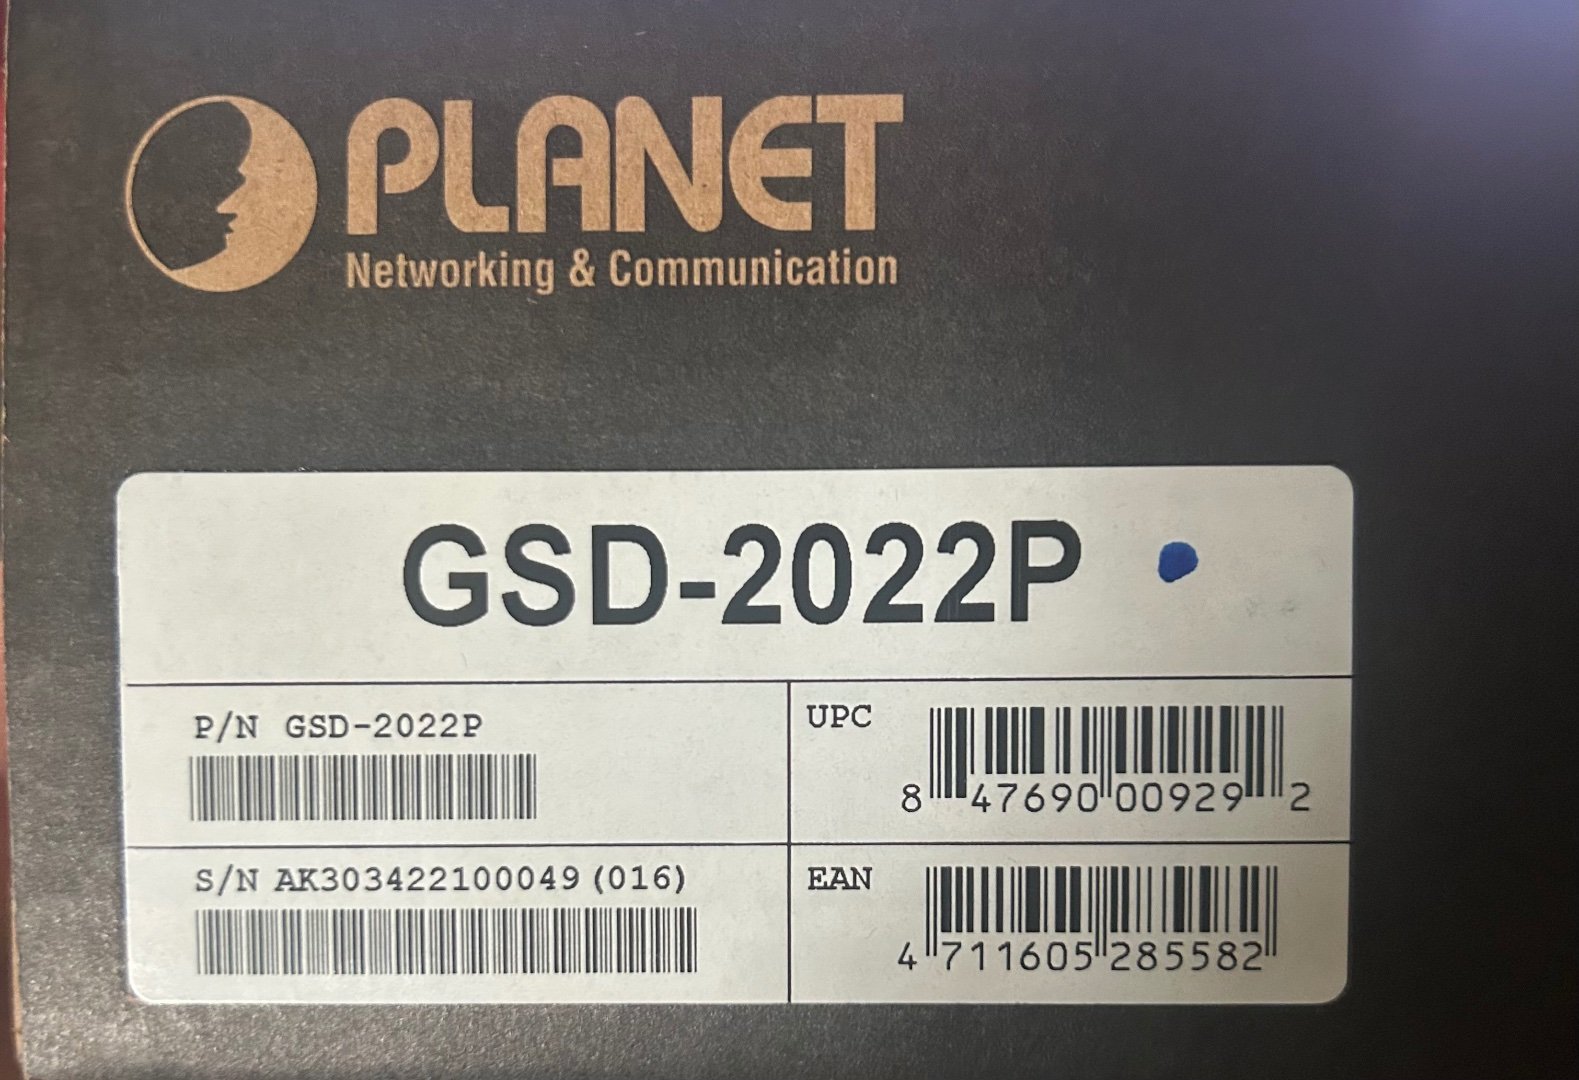 PLANET
Networking & Communication
GSD-2022P
P/N GSD-2022P
UPC
8 47690 00929 2
S/N AK303422100049 (016)
EAN
4 711605 285582